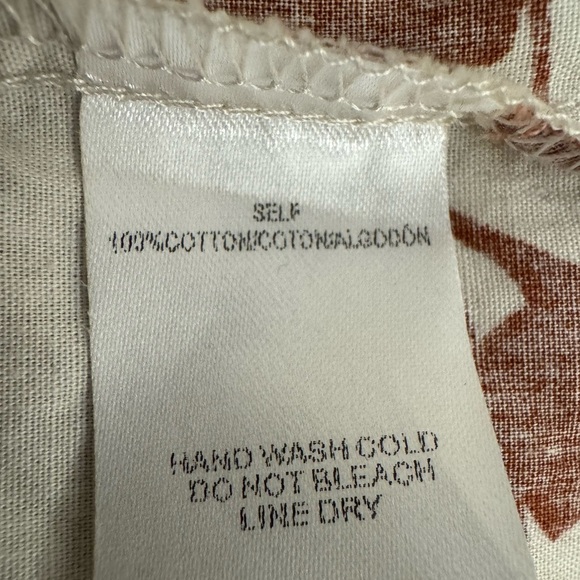 SELF
100%COTTON/COTON/ALGODÓN
HAND WASH COLD
DO NOT BLEACH
LINE DRY